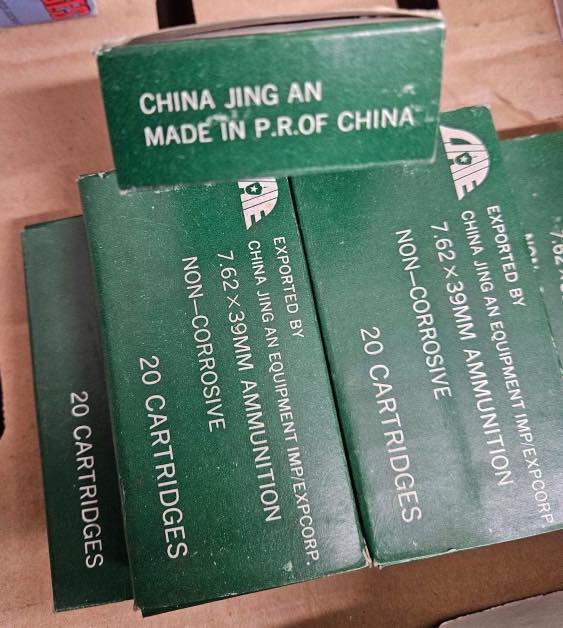 CHINA JING AN
MADE IN P.R.OF CHINA
20 CARTRIDGES
EXPORTED BY
CHINA JING AN EQUIPMENT IMP/EXPCORP.
7.62×39MM AMMUNITION
NON-CORROSIVE
20 CARTRIDGES
EXPORTED BY
CHINA JING AN EQUIPMENT IMP/EXPCORP
7.62×39MM AMMUNITION
NON-CORROSIVE
20 CARTRIDGES